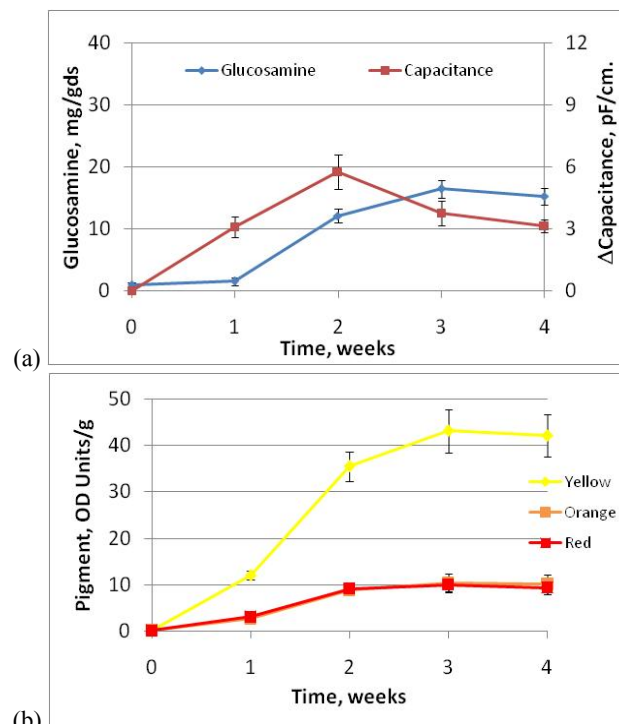 40
30
20
10
0
Glucosamine, mg/gds
Glucosamine
Capacitance
12
9
6
3
0
ΔCapacitance, pF/cm.
0 1 2 3 4
Time, weeks
(a)
50
40
30
20
10
0
Pigment, OD Units/g
Yellow
Orange
Red
0 1 2 3 4
Time, weeks
(b)